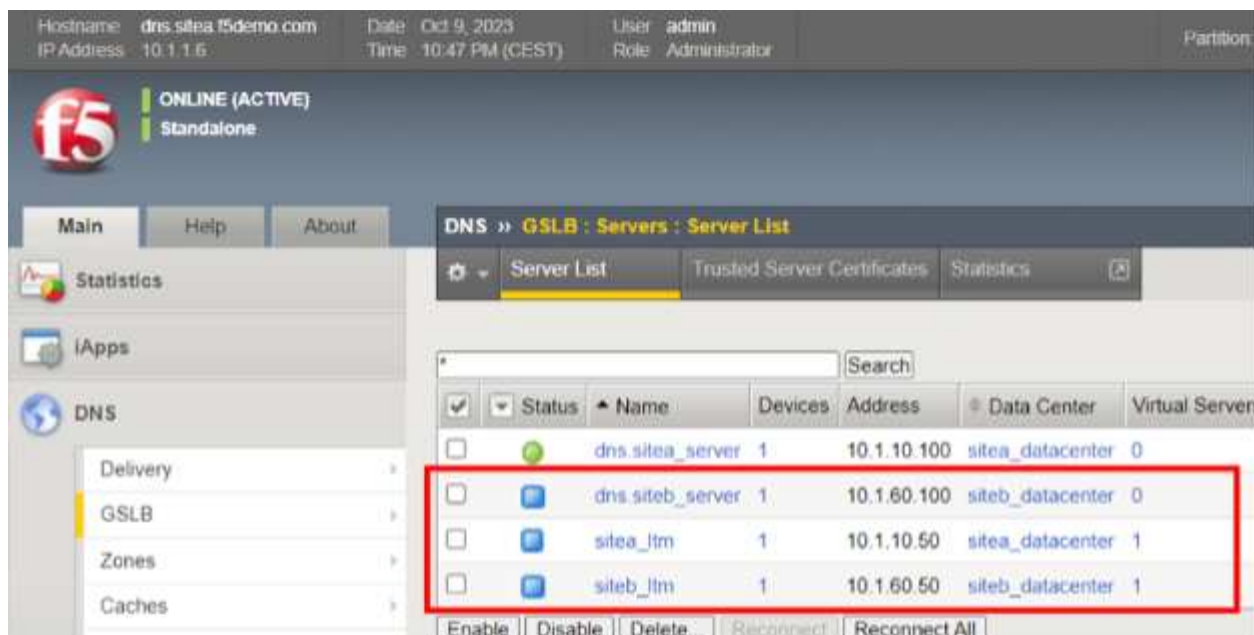 Hostname dns.sitea.f5demo.com Date Oct 9, 2023 User admin
IP Address 10.1.1.6 Time 10:47 PM (CEST) Role Administrator Partition:
f5
ONLINE (ACTIVE)
Standalone
Main Help About
DNS » GSLB : Servers : Server List
Server List Trusted Server Certificates Statistics
Statistics
iApps
DNS
Delivery
GSLB
Zones
Caches
* Search
Status Name Devices Address Data Center Virtual Server
dns.sitea_server 1 10.1.10.100 sitea_datacenter 0
dns.siteb_server 1 10.1.60.100 siteb_datacenter 0
sitea_ltm 1 10.1.10.50 sitea_datacenter 1
siteb_ltm 1 10.1.60.50 siteb_datacenter 1
Enable Disable Delete... Reconnect Reconnect All